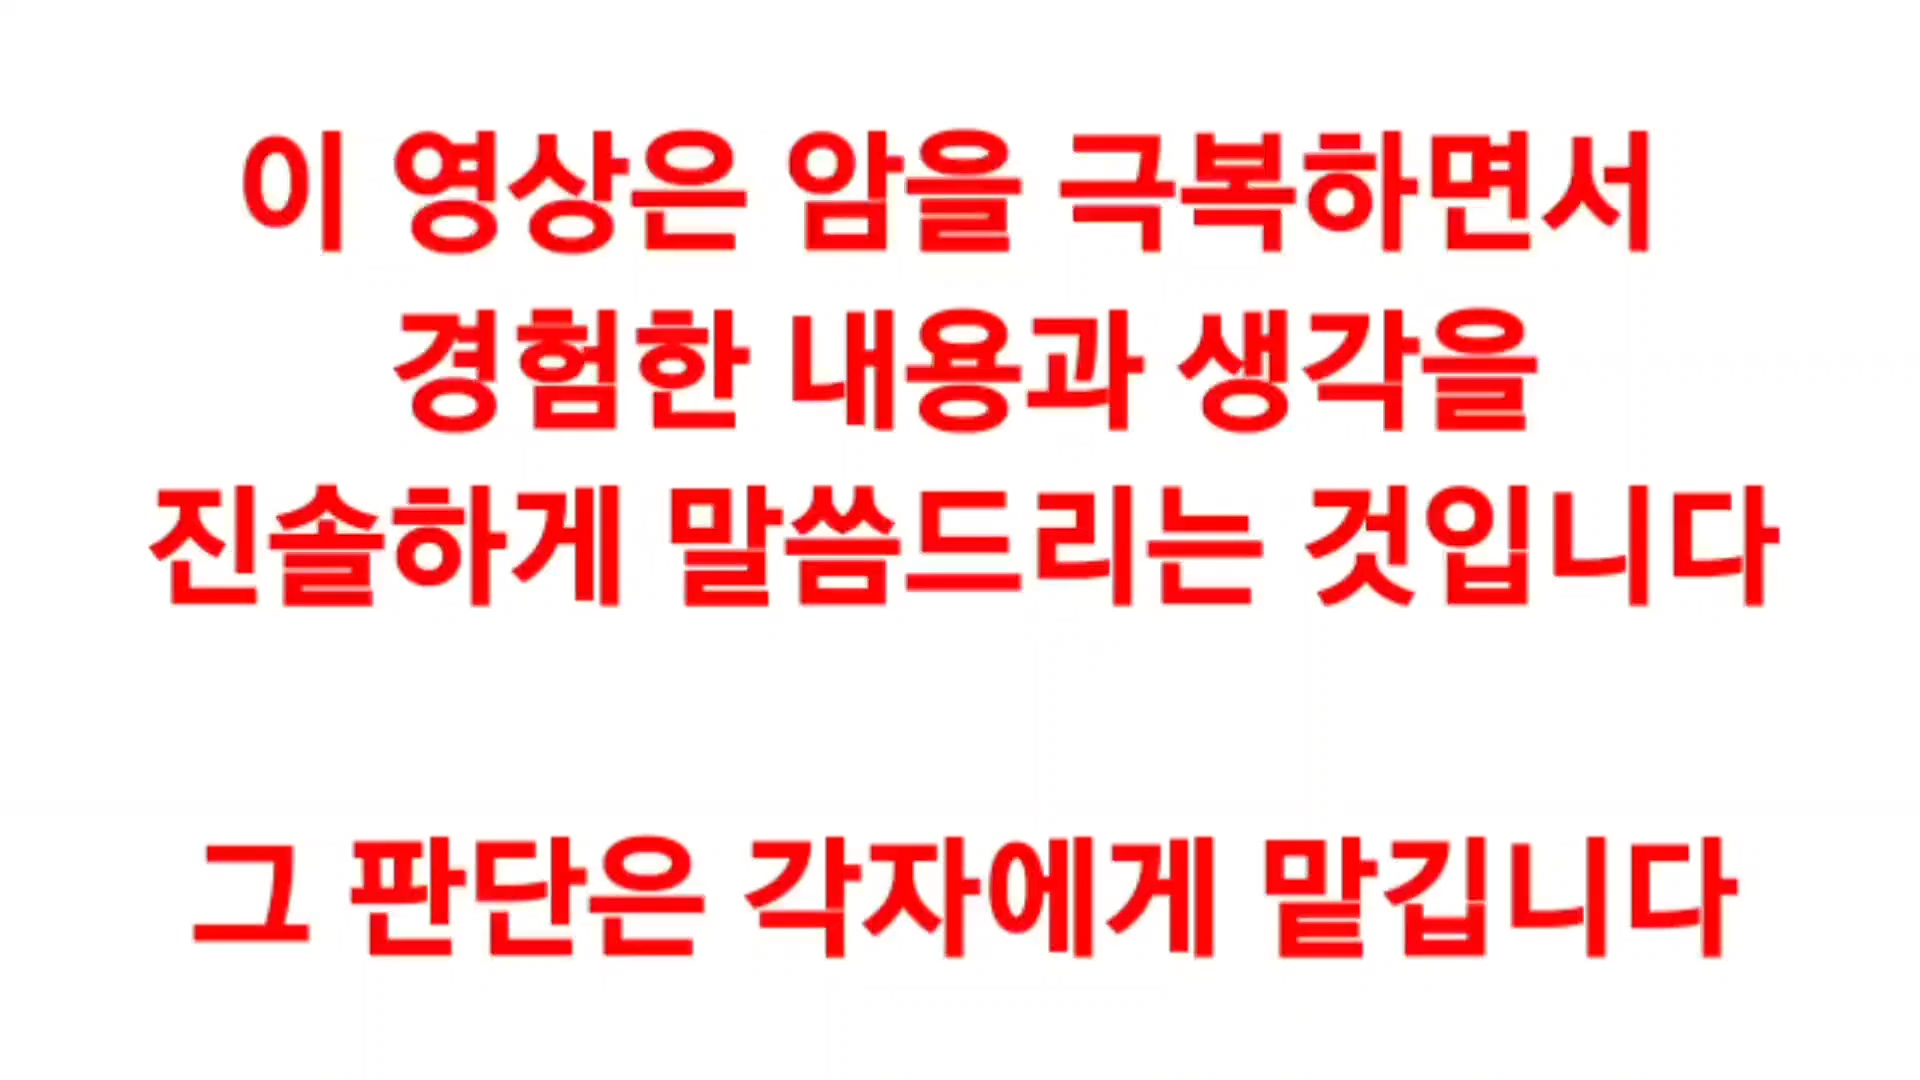 이 영상은 암을 극복하면서
경험한 내용과 생각을
진솔하게 말씀드리는 것입니다
그 판단은 각자에게 맡깁니다